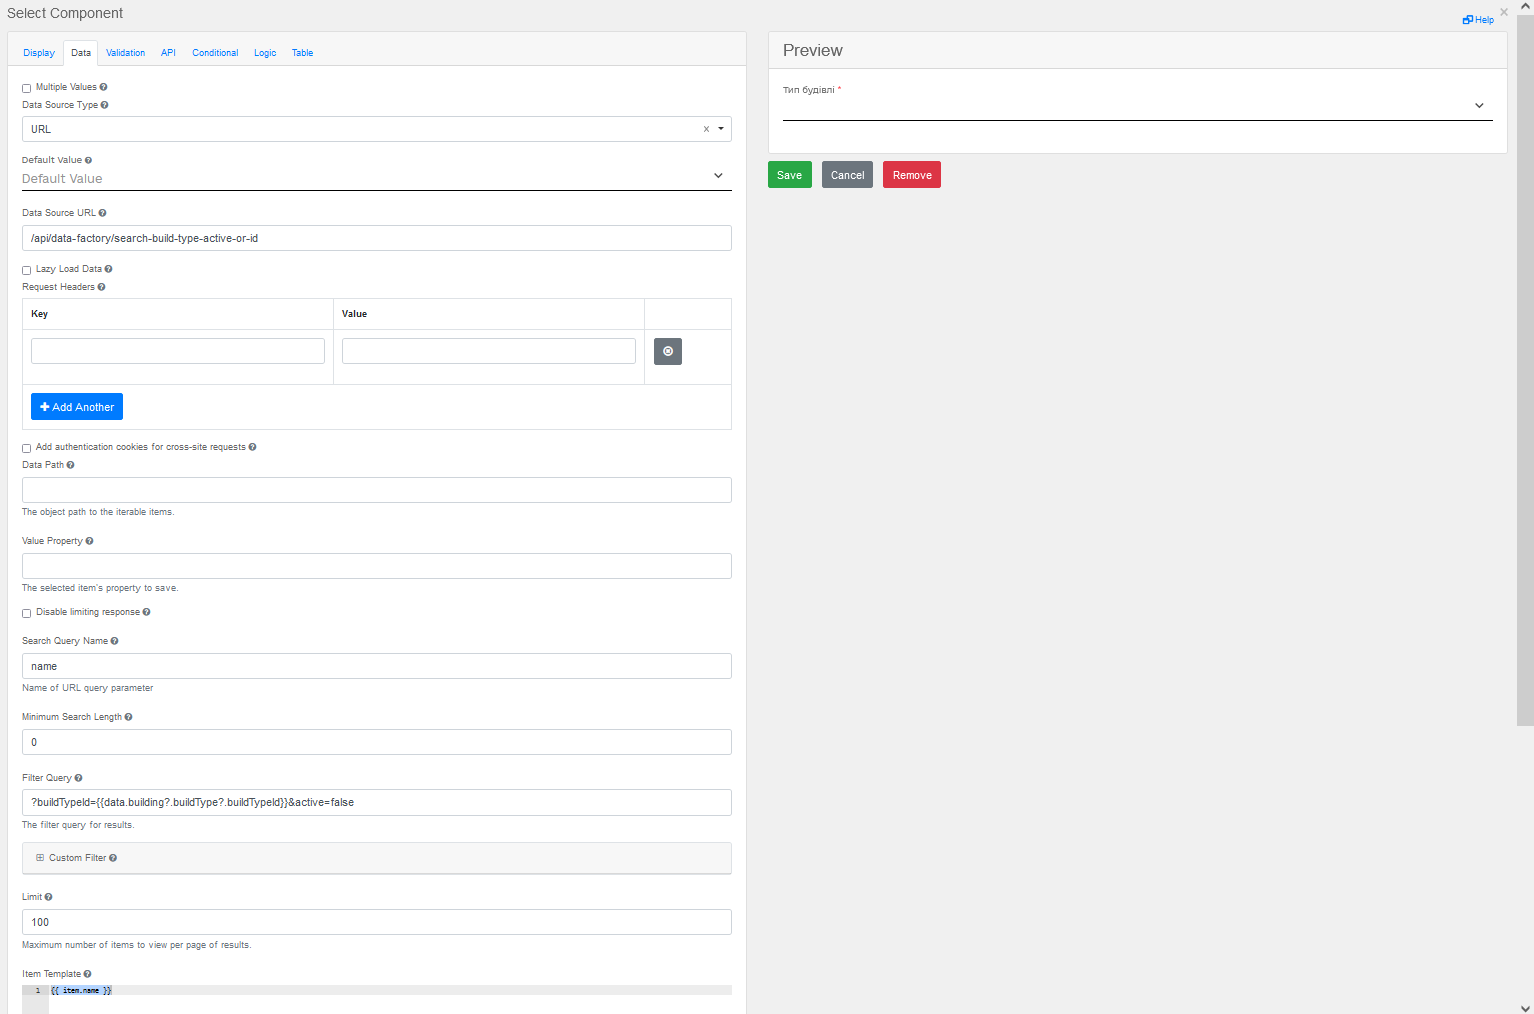 Select Component
Help
Display Data Validation API Conditional Logic Table
Multiple Values
Data Source Type
URL
Default Value
Default Value
Data Source URL
/api/data-factory/search-build-type-active-or-id
Lazy Load Data
Request Headers
Key Value
Add Another
Add authentication cookies for cross-site requests
Data Path
The object path to the iterable items.
Value Property
The selected item's property to save.
Disable limiting response
Search Query Name
name
Name of URL query parameter
Minimum Search Length
0
Filter Query
?buildTypeId={{data.building?.buildType?.buildTypeId}}&active=false
The filter query for results.
Custom Filter
Limit
100
Maximum number of items to view per page of results.
Item Template
1 {{ item.name }}
Preview
Тип будівлі *
Save Cancel Remove